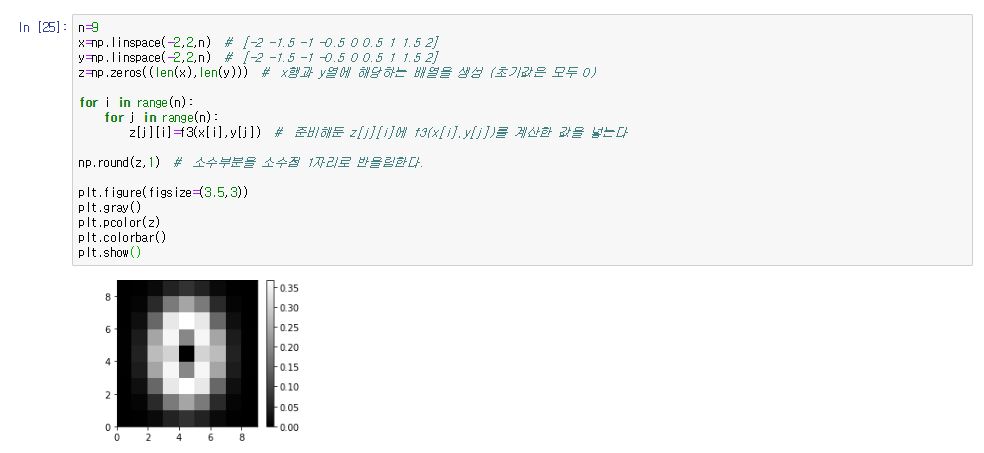 In [25]:
n=9
x=np.linspace(-2,2,n)  # [-2 -1.5 -1 -0.5 0 0.5 1 1.5 2]
y=np.linspace(-2,2,n)  # [-2 -1.5 -1 -0.5 0 0.5 1 1.5 2]
z=np.zeros((len(x),len(y)))  # x행과 y열에 해당하는 배열을 생성 (초기값은 모두 0)
for i in range(n):
    for j in range(n):
        z[j][i]=f3(x[i],y[j])  # 준비해둔 z[j][i]에 f3(x[i],y[j])를 계산한 값을 넣는다
np.round(z,1)  # 소수부분을 소수점 1자리로 반올림한다.
plt.figure(figsize=(3.5,3))
plt.gray()
plt.pcolor(z)
plt.colorbar()
plt.show()
8
6
4
2
0
0 2 4 6 8
0.35
0.30
0.25
0.20
0.15
0.10
0.05
0.00